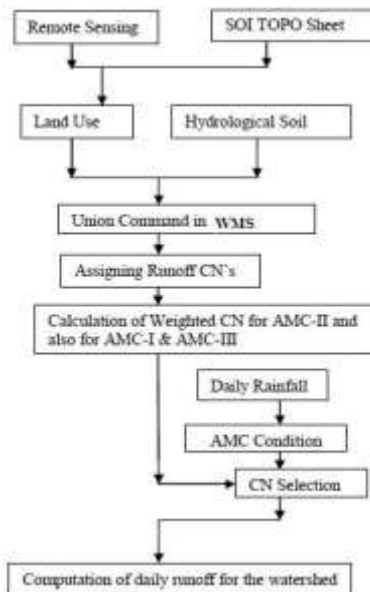 Remote Sensing
SOI TOPO Sheet
Land Use
Hydrological Soil
Union Command in WMS
Assigning Runoff CN`s
Calculation of Weighted CN for AMC-II and
also for AMC-I & AMC-III
Daily Rainfall
AMC Condition
CN Selection
Computation of daily runoff for the watershed